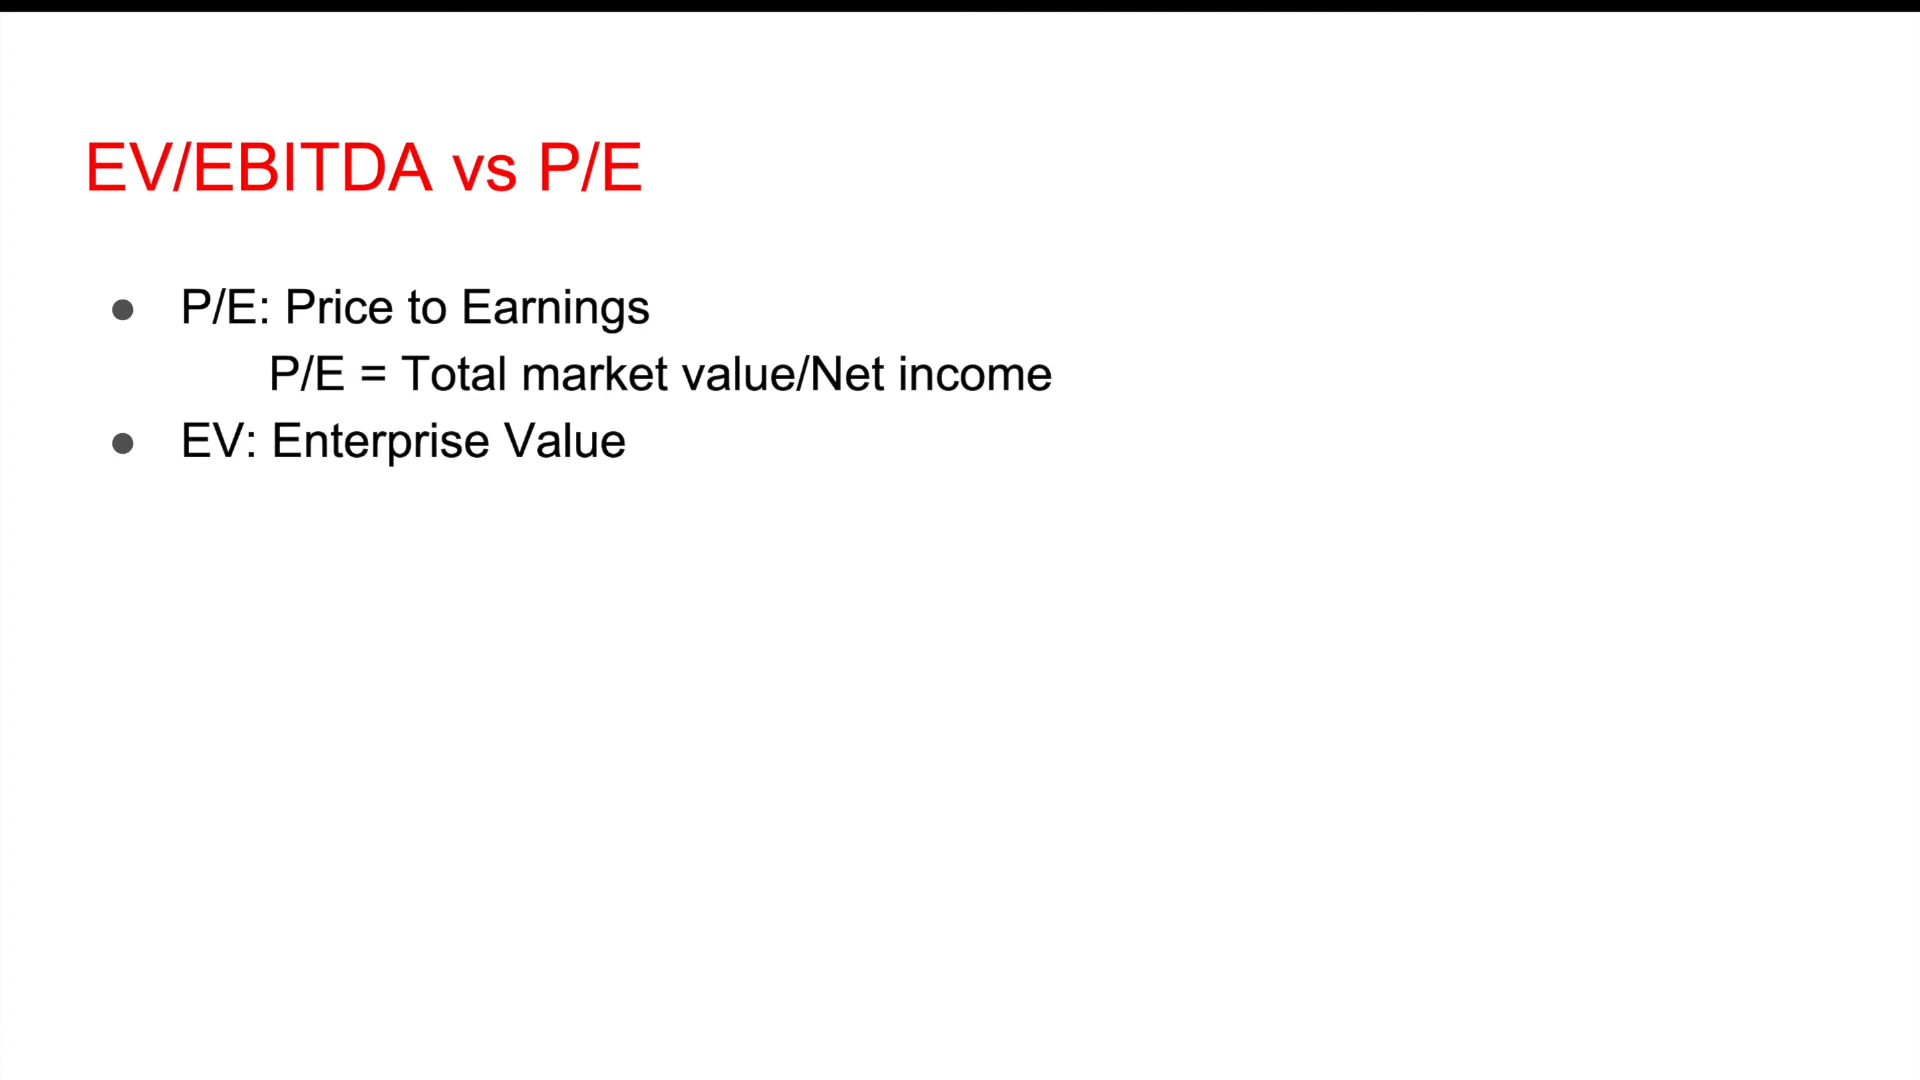 EV/EBITDA vs P/E
● P/E: Price to Earnings
P/E = Total market value/Net income
● EV: Enterprise Value